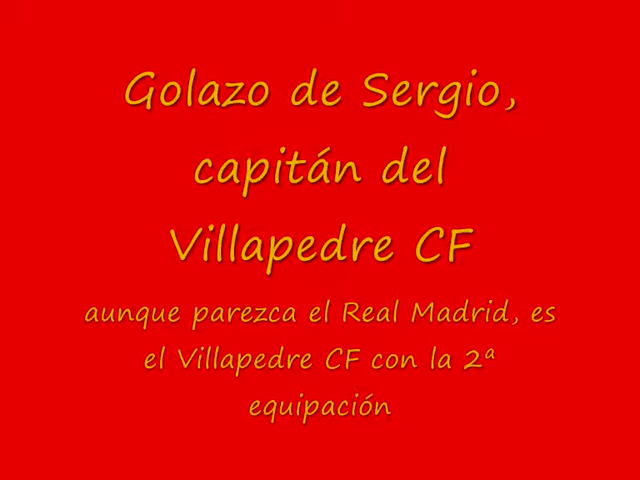 Golazo de Sergio,
capitán del
Villapedre CF
aunque parezca el Real Madrid, es
el Villapedre CF con la 2ª
equipación